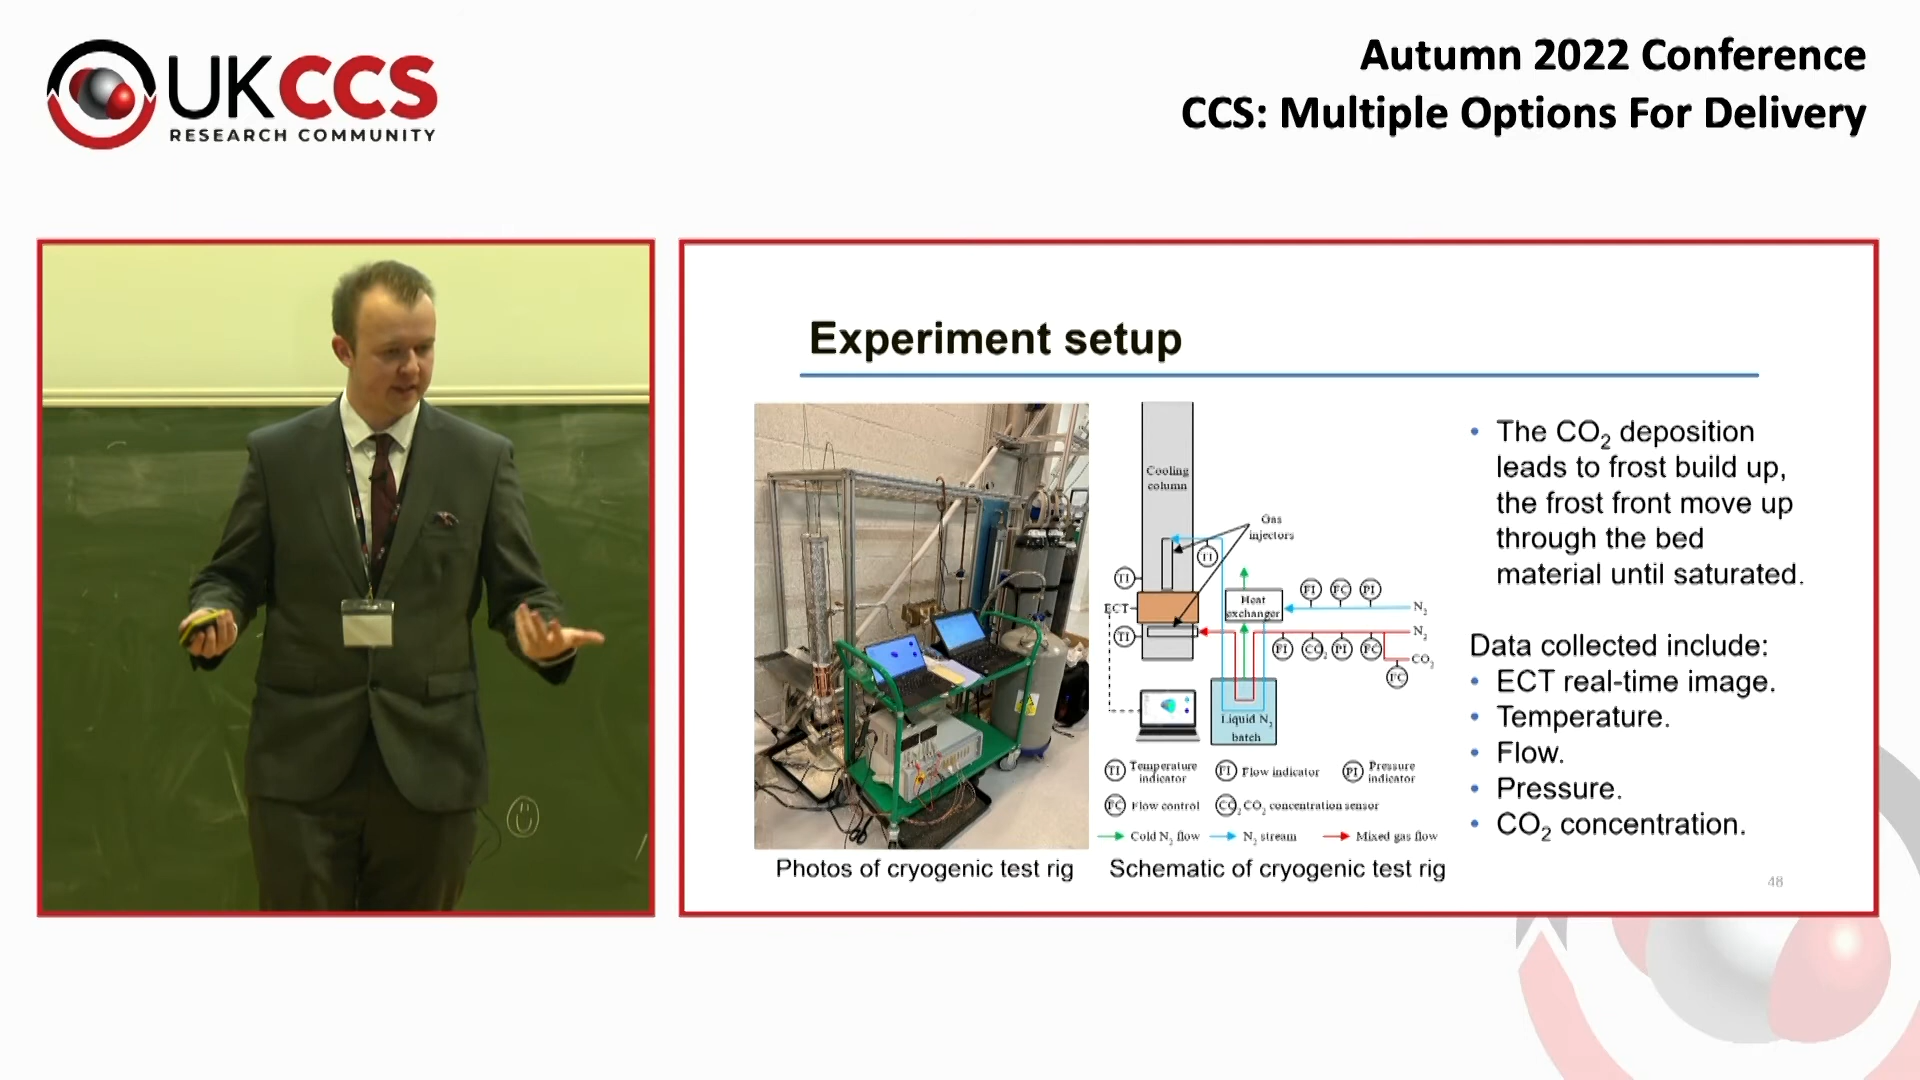 UKCCS
RESEARCH COMMUNITY
Autumn 2022 Conference
CCS: Multiple Options For Delivery
Experiment setup
Cooling
column
Gas
injectors
TI
TI
ECT
TI
Heat
exchanger
FI
FC
PI
N2
N2
FI
CO2
PI
FC
CO2
FC
Liquid N2
batch
TI Temperature
indicator
FI Flow indicator
PI Pressure
indicator
FC Flow control
CO2 CO2 concentration sensor
Cold N2 flow
N2 stream
Mixed gas flow
Photos of cryogenic test rig
Schematic of cryogenic test rig
• The CO2 deposition
leads to frost build up,
the frost front move up
through the bed
material until saturated.
Data collected include:
• ECT real-time image.
• Temperature.
• Flow.
• Pressure.
• CO2 concentration.
48